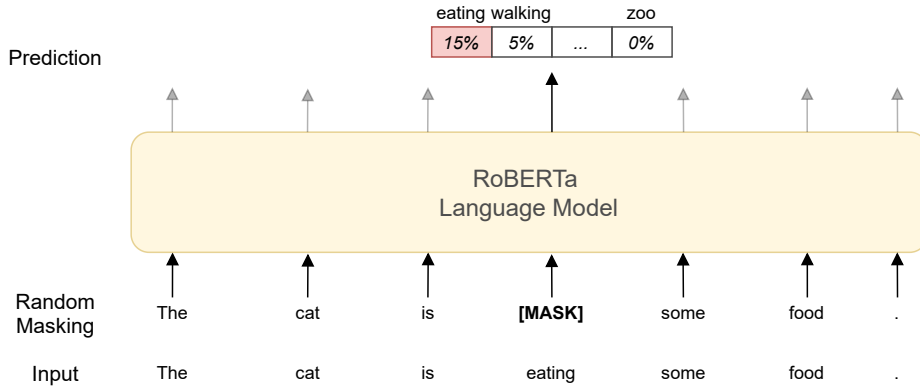 eating walking zoo
Prediction 15% 5% ... 0%
RoBERTa
Language Model
Random
Masking
The cat is [MASK] some food .
Input The cat is eating some food .